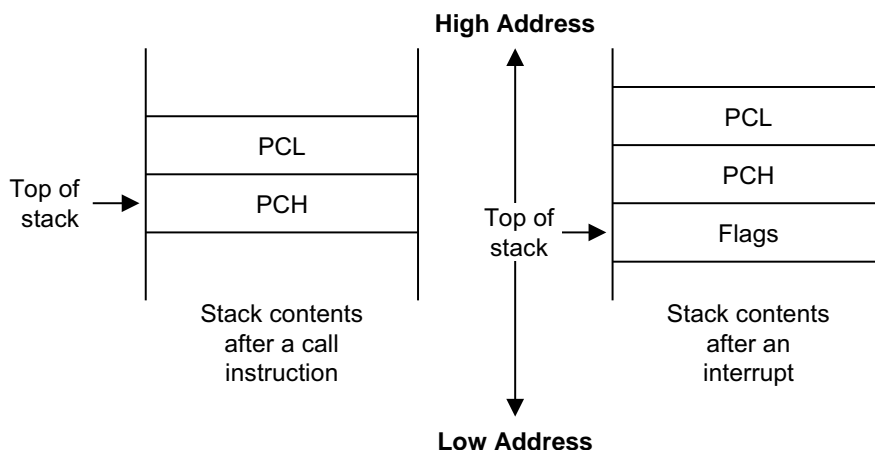 High Address
PCL
PCH
Top of
stack
Stack contents
after a call
instruction
PCL
PCH
Flags
Top of
stack
Stack contents
after an
interrupt
Low Address